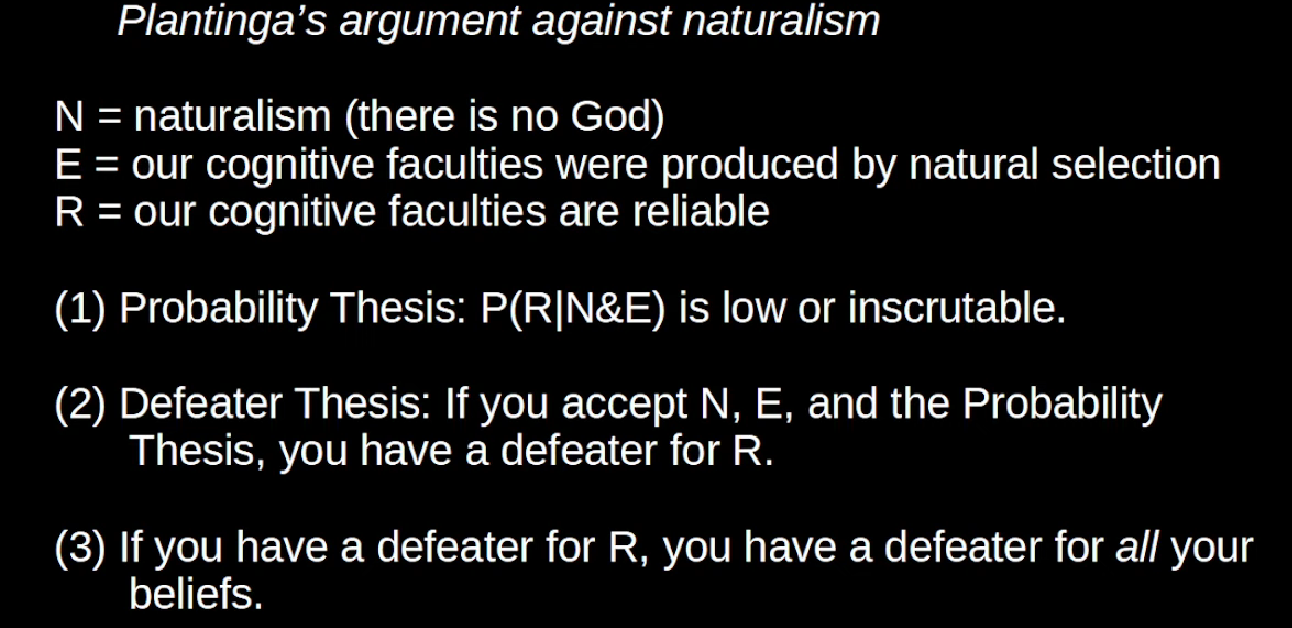 Plantinga’s argument against naturalism
N = naturalism (there is no God)
E = our cognitive faculties were produced by natural selection
R = our cognitive faculties are reliable
(1) Probability Thesis: P(R|N&E) is low or inscrutable.
(2) Defeater Thesis: If you accept N, E, and the Probability
Thesis, you have a defeater for R.
(3) If you have a defeater for R, you have a defeater for all your
beliefs.